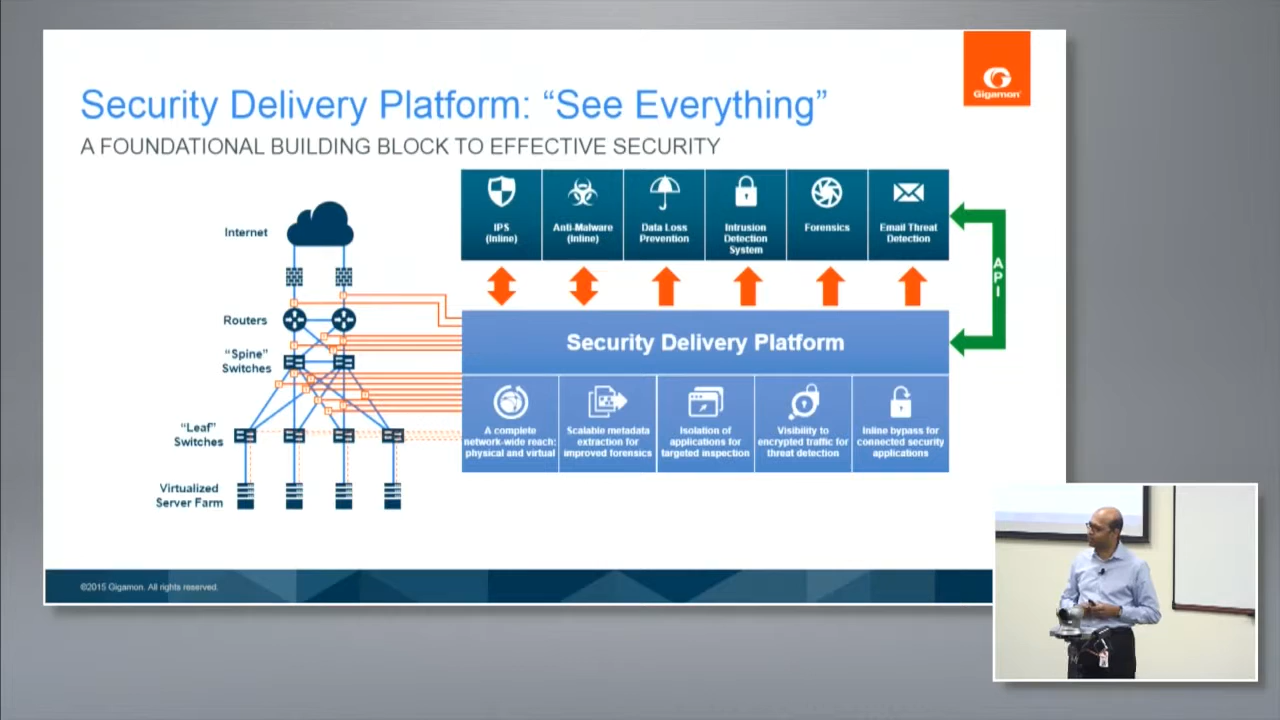 Security Delivery Platform: “See Everything”
A FOUNDATIONAL BUILDING BLOCK TO EFFECTIVE SECURITY
Gigamon
Internet
Routers
“Spine”
Switches
“Leaf”
Switches
Virtualized
Server Farm
IPS
(Inline)
Anti-Malware
(Inline)
Data Loss
Prevention
Intrusion
Detection
System
Forensics
Email Threat
Detection
API
Security Delivery Platform
A complete
network-wide reach:
physical and virtual
Scalable metadata
extraction for
improved forensics
Isolation of
applications for
targeted inspection
Visibility to
encrypted traffic for
threat detection
Inline bypass for
connected security
applications
©2015 Gigamon. All rights reserved.